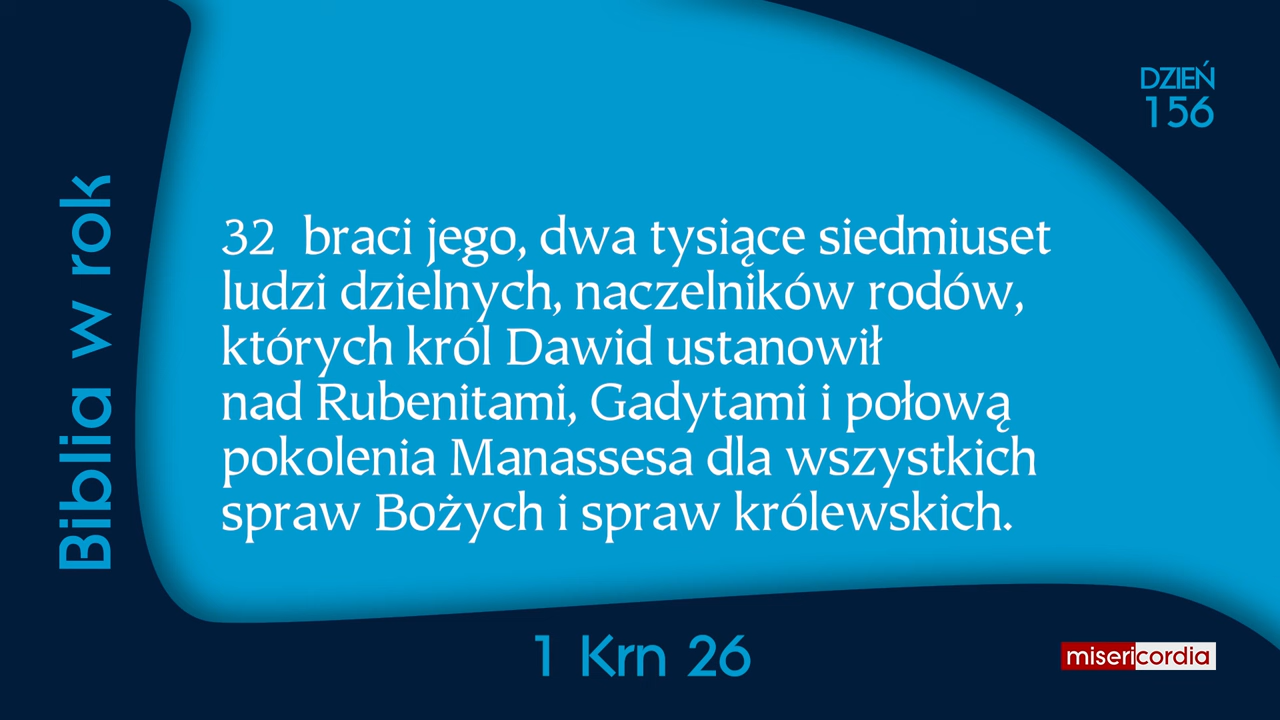 DZIEŃ
156
Biblia w rok
32 braci jego, dwa tysiące siedmiuset
ludzi dzielnych, naczelników rodów,
których król Dawid ustanowił
nad Rubenitami, Gadytami i połową
pokolenia Manassesa dla wszystkich
spraw Bożych i spraw królewskich.
1 Krn 26
misericordia